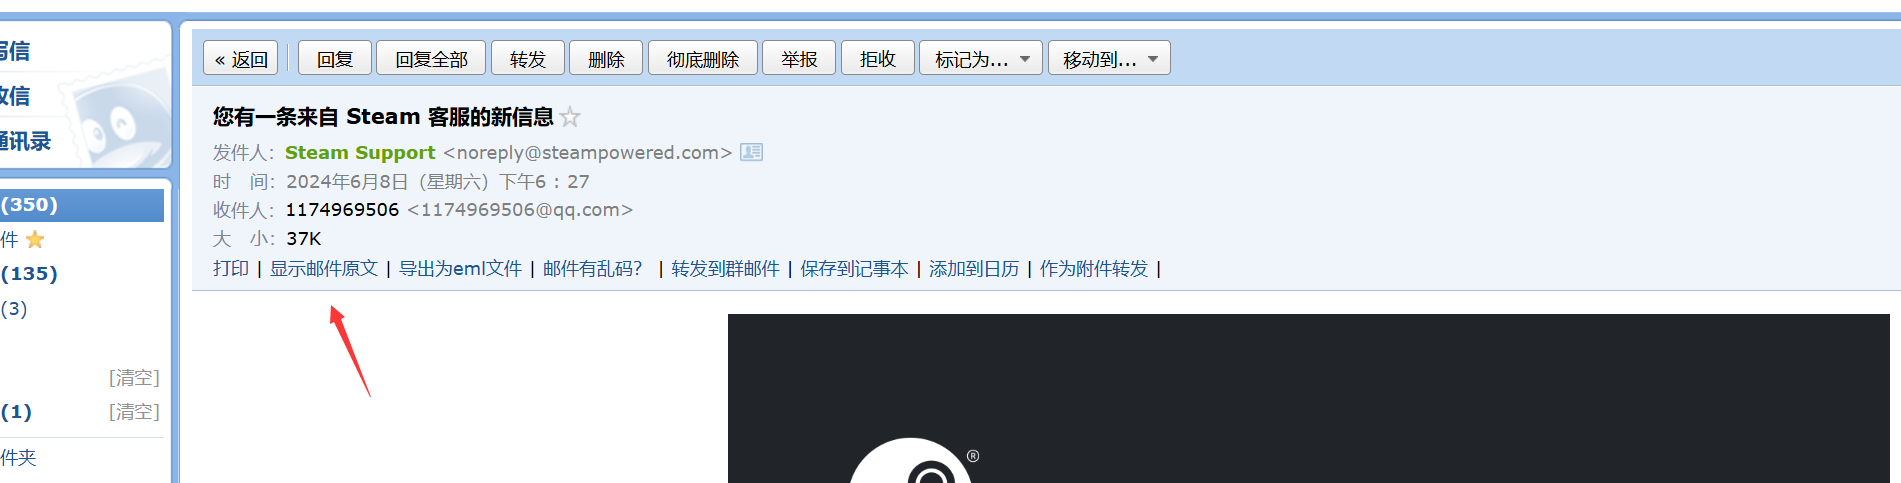 « 返回 回复 回复全部 转发 删除 彻底删除 举报 拒收 标记为... 移动到...
写信
收信
通讯录
(350)
件
(135)
(3)
[清空]
(1) [清空]
件夹
您有一条来自 Steam 客服的新信息
发件人：Steam Support <noreply@steampowered.com>
时 间：2024年6月8日（星期六）下午6：27
收件人：1174969506 <1174969506@qq.com>
大 小：37K
打印 | 显示邮件原文 | 导出为eml文件 | 邮件有乱码？ | 转发到群邮件 | 保存到记事本 | 添加到日历 | 作为附件转发 |
®